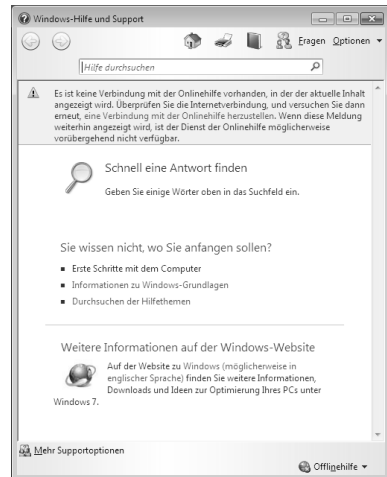 Windows-Hilfe und Support
Fragen Optionen
Hilfe durchsuchen
Es ist keine Verbindung mit der Onlinehilfe vorhanden, in der der aktuelle Inhalt
angezeigt wird. Überprüfen Sie die Internetverbindung, und versuchen Sie dann
erneut, eine Verbindung mit der Onlinehilfe herzustellen. Wenn diese Meldung
weiterhin angezeigt wird, ist der Dienst der Onlinehilfe möglicherweise
vorübergehend nicht verfügbar.
Schnell eine Antwort finden
Geben Sie einige Wörter oben in das Suchfeld ein.
Sie wissen nicht, wo Sie anfangen sollen?
Erste Schritte mit dem Computer
Informationen zu Windows-Grundlagen
Durchsuchen der Hilfethemen
Weitere Informationen auf der Windows-Website
Auf der Website zu Windows (möglicherweise in
englischer Sprache) finden Sie weitere Informationen,
Downloads und Ideen zur Optimierung Ihres PCs unter
Windows 7.
Mehr Supportoptionen
Offlinehilfe